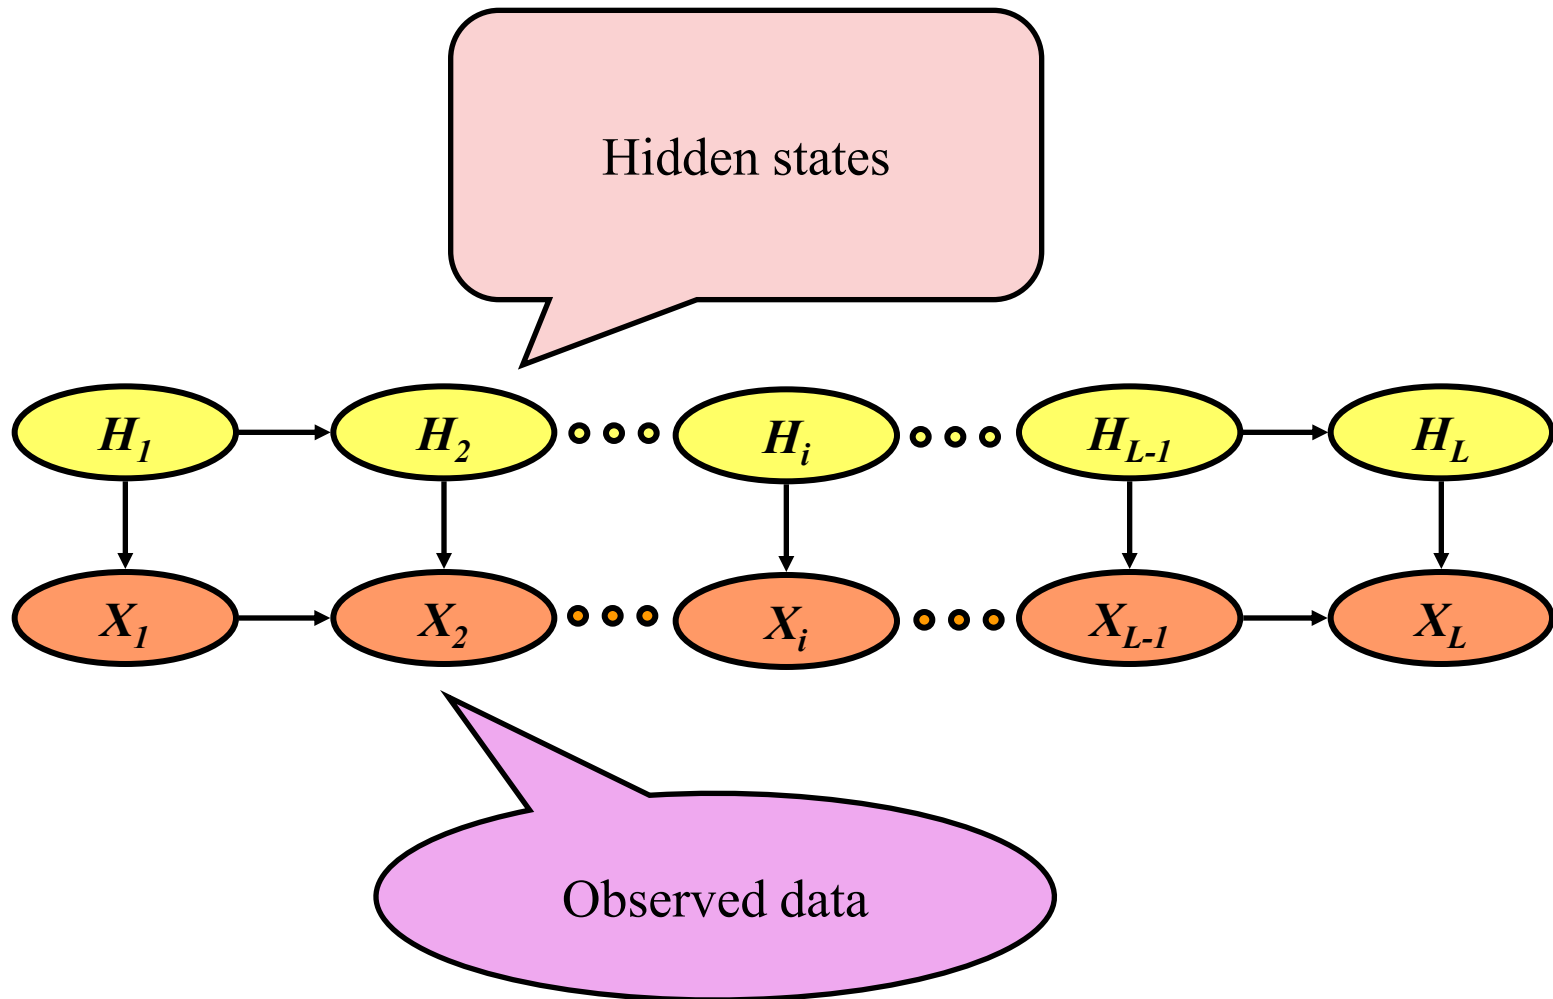 Hidden states
H1 H2 Hi HL-1 HL
X1 X2 Xi XL-1 XL
Observed data